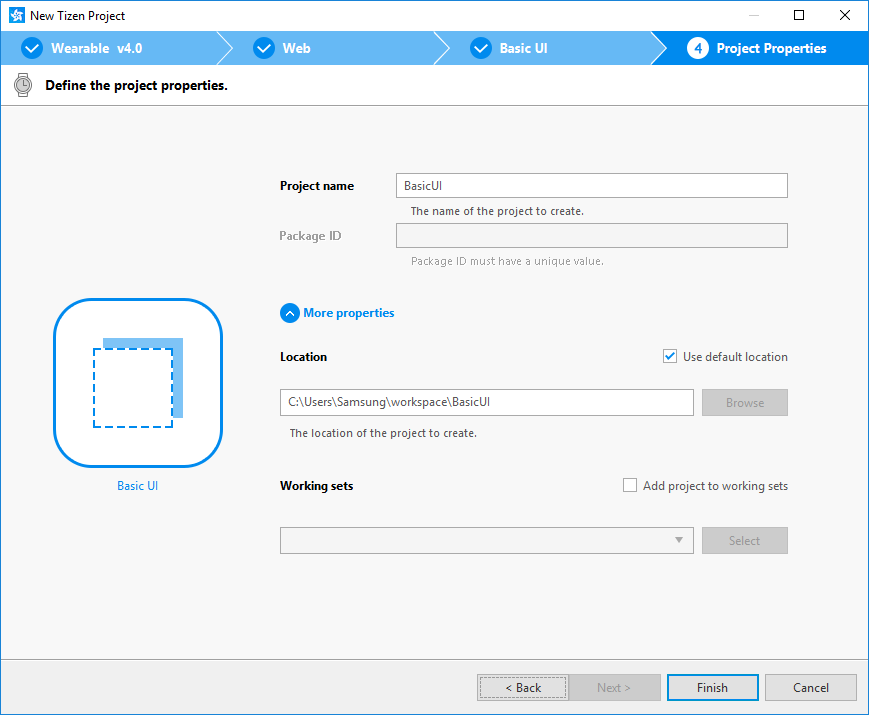 New Tizen Project
Wearable v4.0
Web
Basic UI
4 Project Properties
Define the project properties.
Project name
BasicUI
The name of the project to create.
Package ID
Package ID must have a unique value.
More properties
Location
Use default location
C:\Users\Samsung\workspace\BasicUI
Browse
The location of the project to create.
Basic UI
Working sets
Add project to working sets
Select
< Back
Next >
Finish
Cancel